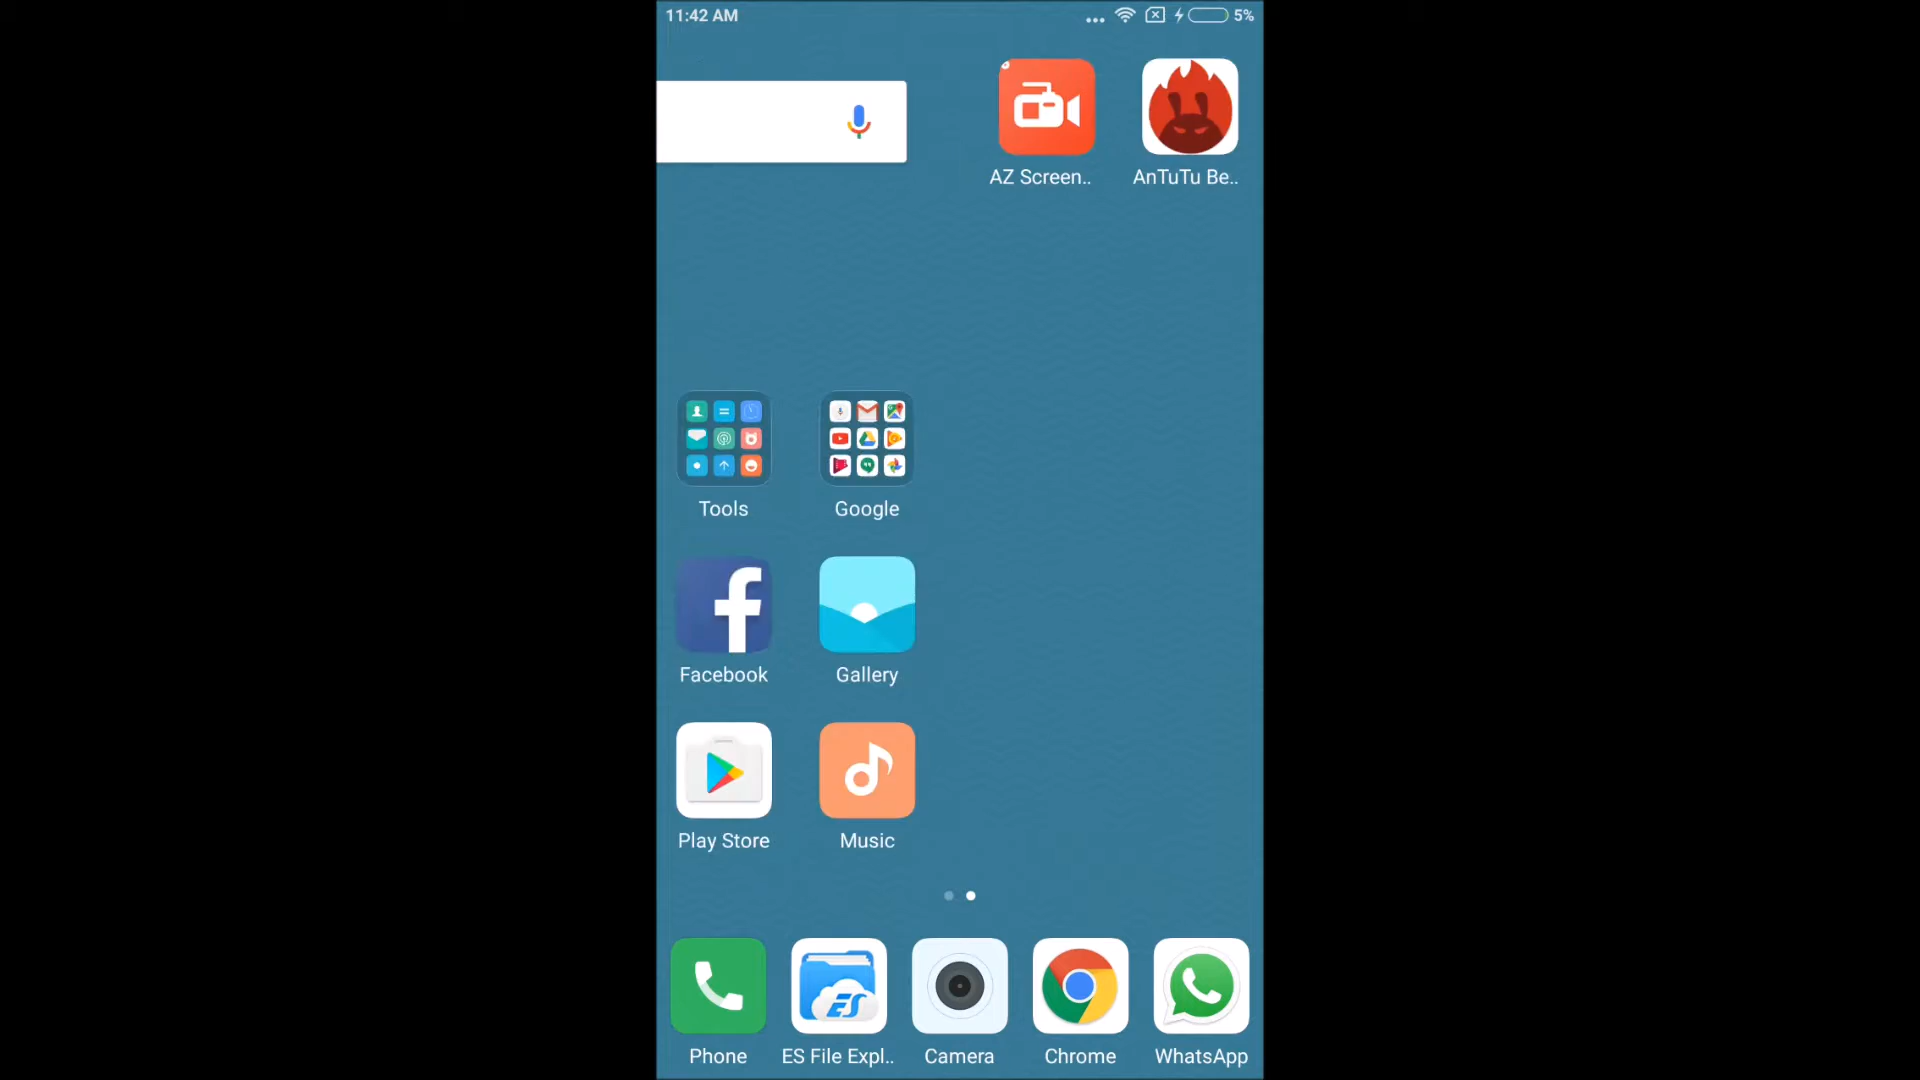 11:42 AM
5%
AZ Screen..
AnTuTu Be..
Tools
Google
Facebook
Gallery
Play Store
Music
ES
Phone
ES File Expl..
Camera
Chrome
WhatsApp